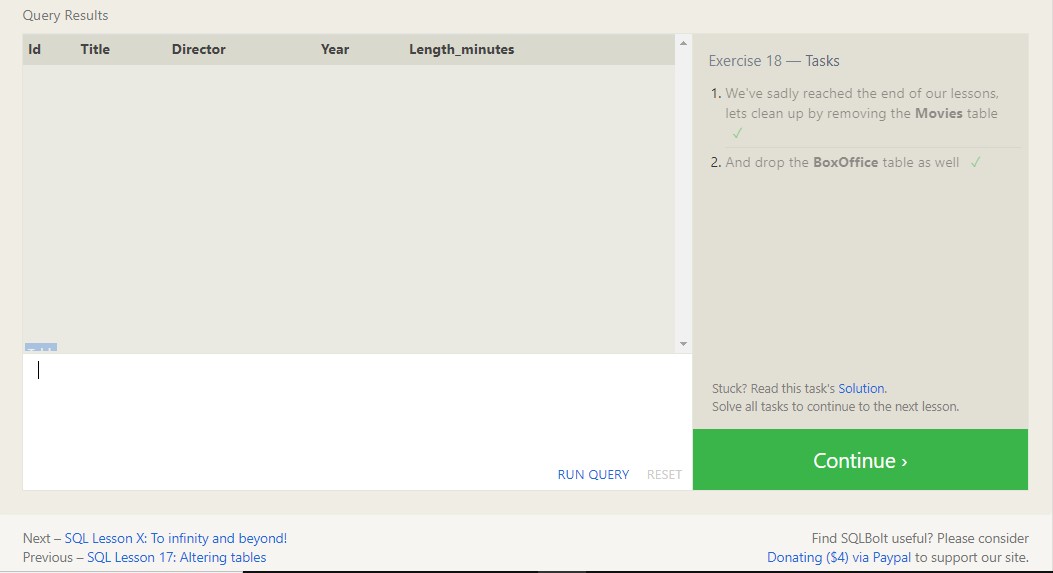 Query Results
Id Title Director Year Length_minutes
Exercise 18 — Tasks
1. We've sadly reached the end of our lessons,
lets clean up by removing the Movies table
✓
2. And drop the BoxOffice table as well ✓
Stuck? Read this task's Solution.
Solve all tasks to continue to the next lesson.
RUN QUERY RESET
Continue ›
Next – SQL Lesson X: To infinity and beyond!
Previous – SQL Lesson 17: Altering tables
Find SQLBolt useful? Please consider
Donating ($4) via Paypal to support our site.